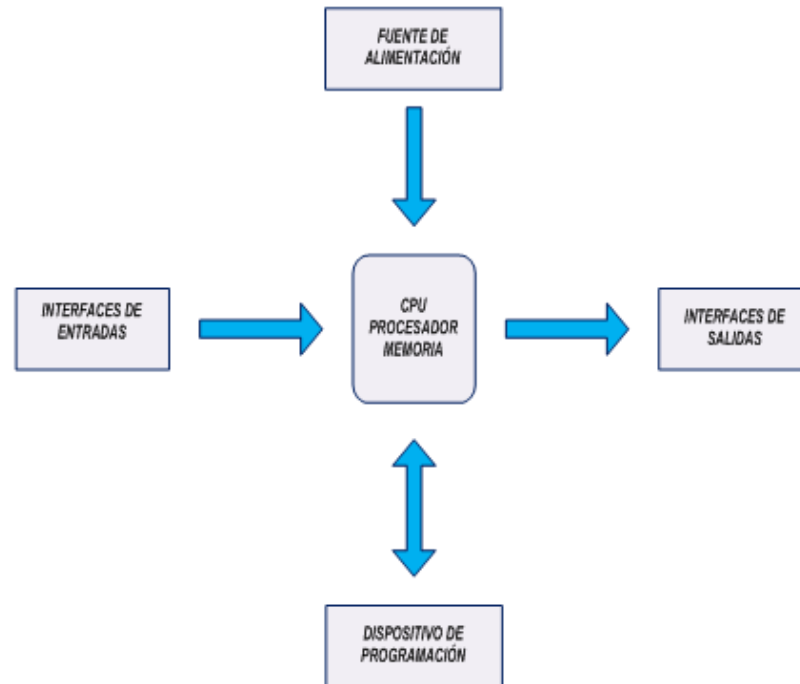 FUENTE DE
ALIMENTACIÓN
INTERFACES DE
ENTRADAS
CPU
PROCESADOR
MEMORIA
INTERFACES DE
SALIDAS
DISPOSITIVO DE
PROGRAMACIÓN